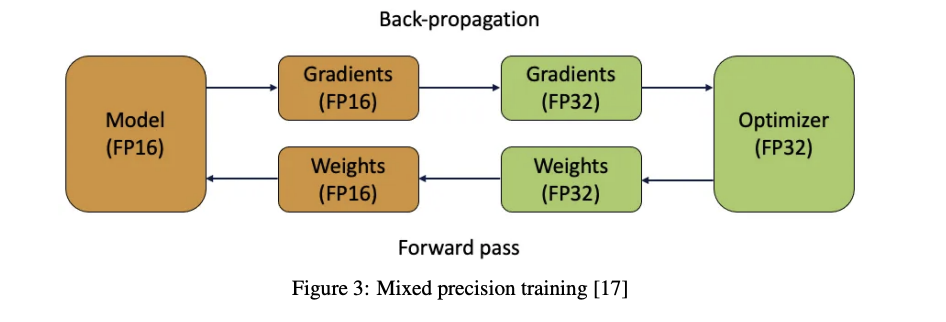 Back-propagation
Model
(FP16)
Gradients
(FP16)
Gradients
(FP32)
Optimizer
(FP32)
Weights
(FP16)
Weights
(FP32)
Forward pass
Figure 3: Mixed precision training [17]